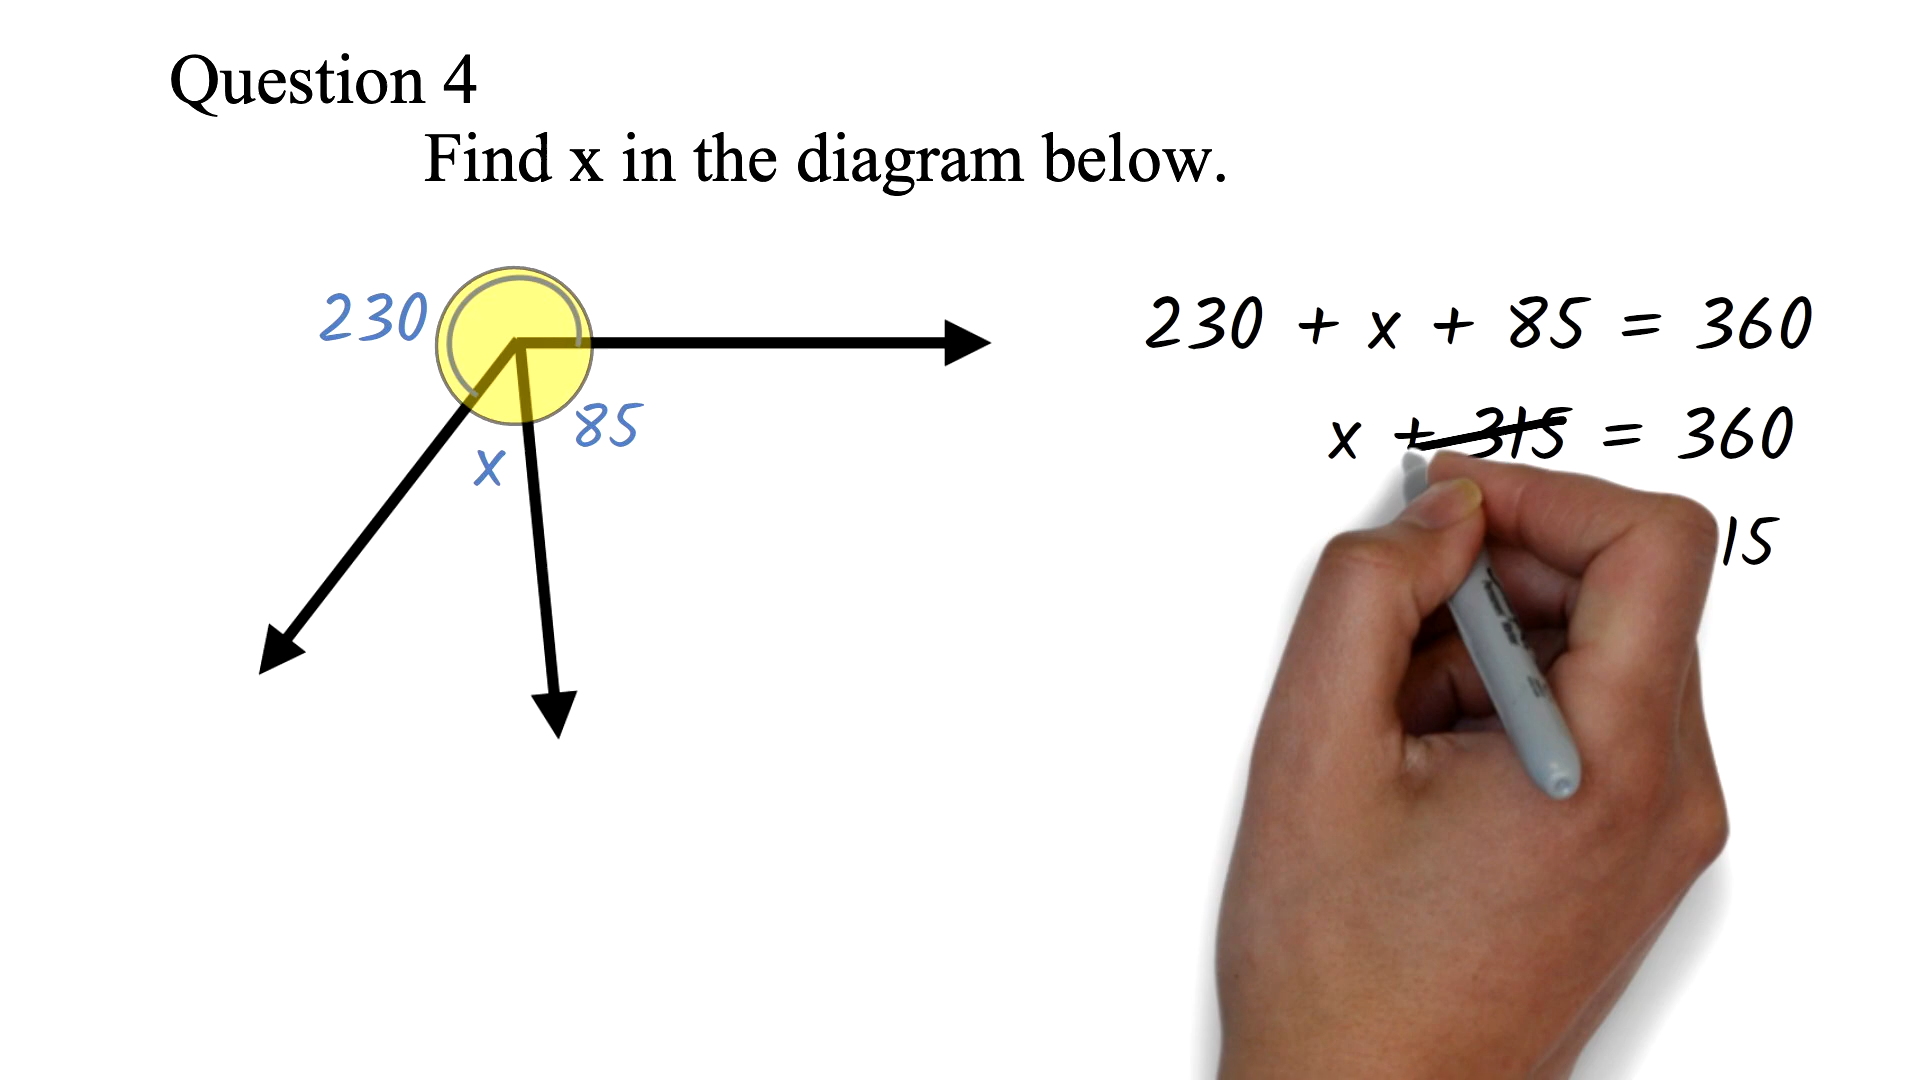 Question 4
Find x in the diagram below.
230
85
x
230 + x + 85 = 360
x + 315 = 360
15